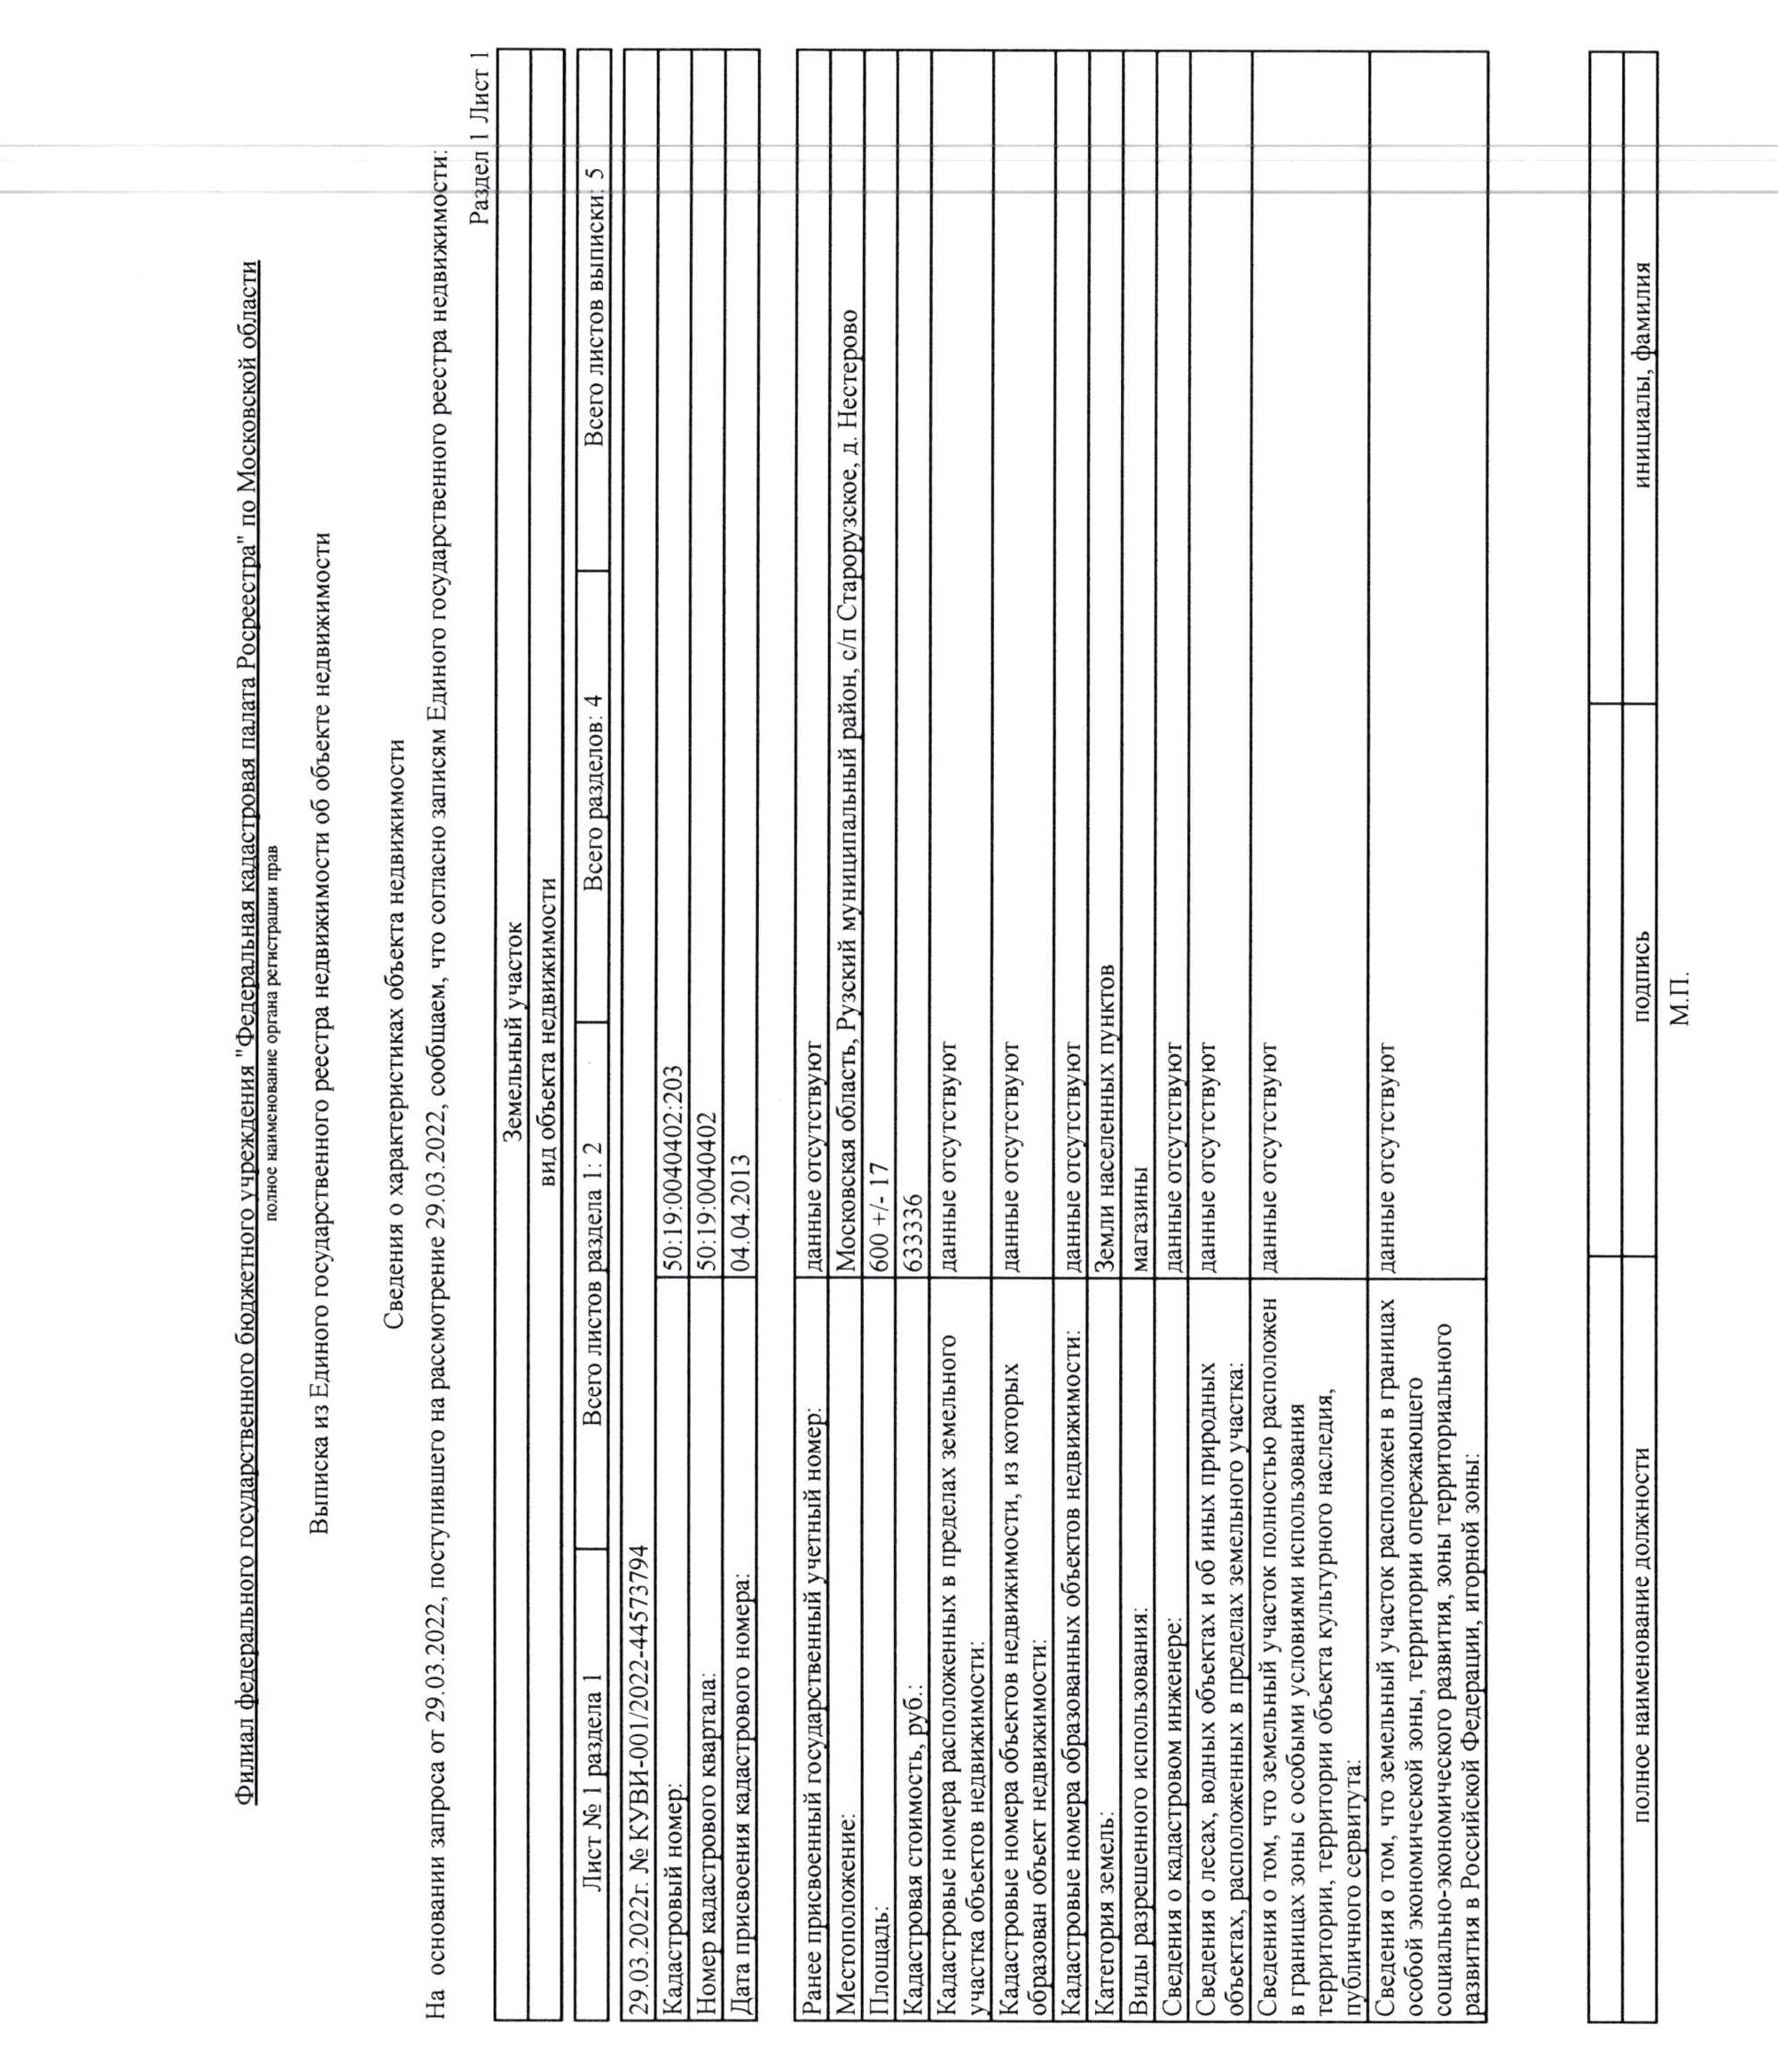 Филиал федерального государственного бюджетного учреждения "Федеральная кадастровая палата Росреестра" по Московской области
полное наименование органа регистрации прав
Выписка из Единого государственного реестра недвижимости об объекте недвижимости
Сведения о характеристиках объекта недвижимости
На основании запроса от 29.03.2022, поступившего на рассмотрение 29.03.2022, сообщаем, что согласно записям Единого государственного реестра недвижимости:
Раздел 1 Лист 1
Земельный участок
вид объекта недвижимости
Лист № 1 раздела 1 Всего листов раздела 1: 2 Всего разделов: 4 Всего листов выписки: 5
29.03.2022г. № КУВИ-001/2022-44573794
Кадастровый номер: 50:19:0040402:203
Номер кадастрового квартала: 50:19:0040402
Дата присвоения кадастрового номера: 04.04.2013
Ранее присвоенный государственный учетный номер: данные отсутствуют
Местоположение: Московская область, Рузский муниципальный район, с/п Старорузское, д. Нестерово
Площадь: 600 +/- 17
Кадастровая стоимость, руб.: 633336
Кадастровые номера расположенных в пределах земельного данные отсутствуют
участка объектов недвижимости:
Кадастровые номера объектов недвижимости, из которых данные отсутствуют
образован объект недвижимости:
Кадастровые номера образованных объектов недвижимости: данные отсутствуют
Категория земель: Земли населенных пунктов
Виды разрешенного использования: магазины
Сведения о кадастровом инженере: данные отсутствуют
Сведения о лесах, водных объектах и об иных природных данные отсутствуют
объектах, расположенных в пределах земельного участка:
Сведения о том, что земельный участок полностью расположен данные отсутствуют
в границах зоны с особыми условиями использования
территории, территории объекта культурного наследия,
публичного сервитута:
Сведения о том, что земельный участок расположен в границах данные отсутствуют
особой экономической зоны, территории опережающего
социально-экономического развития, зоны территориального
развития в Российской Федерации, игорной зоны:
полное наименование должности подпись инициалы, фамилия
М.П.